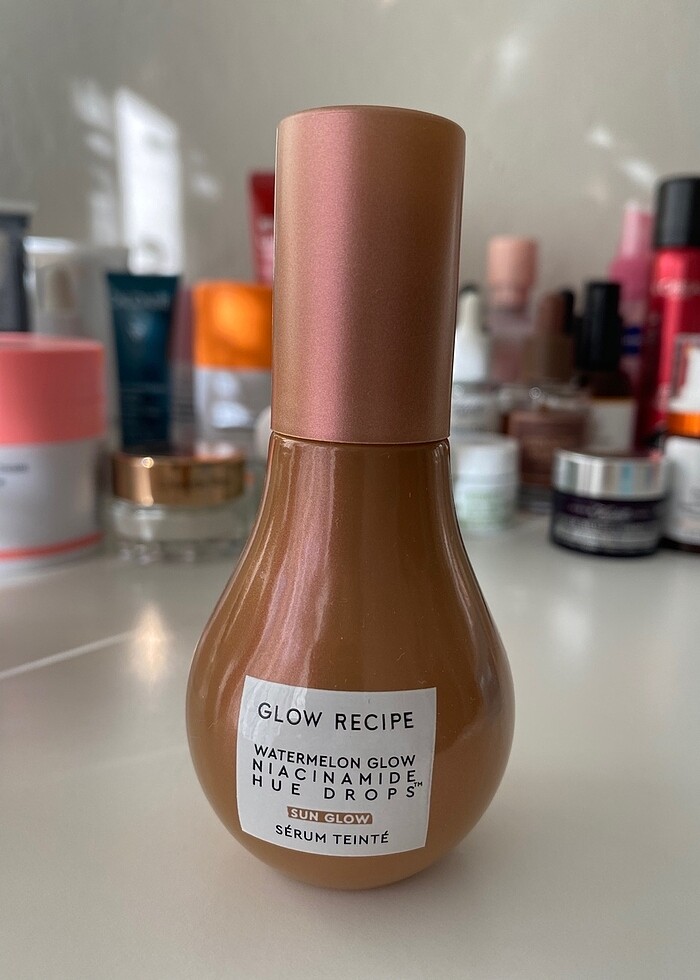 GLOW RECIPE
WATERMELON GLOW
NIACINAMIDE
HUE DROPS™
SUN GLOW
SÉRUM TEINTÉ